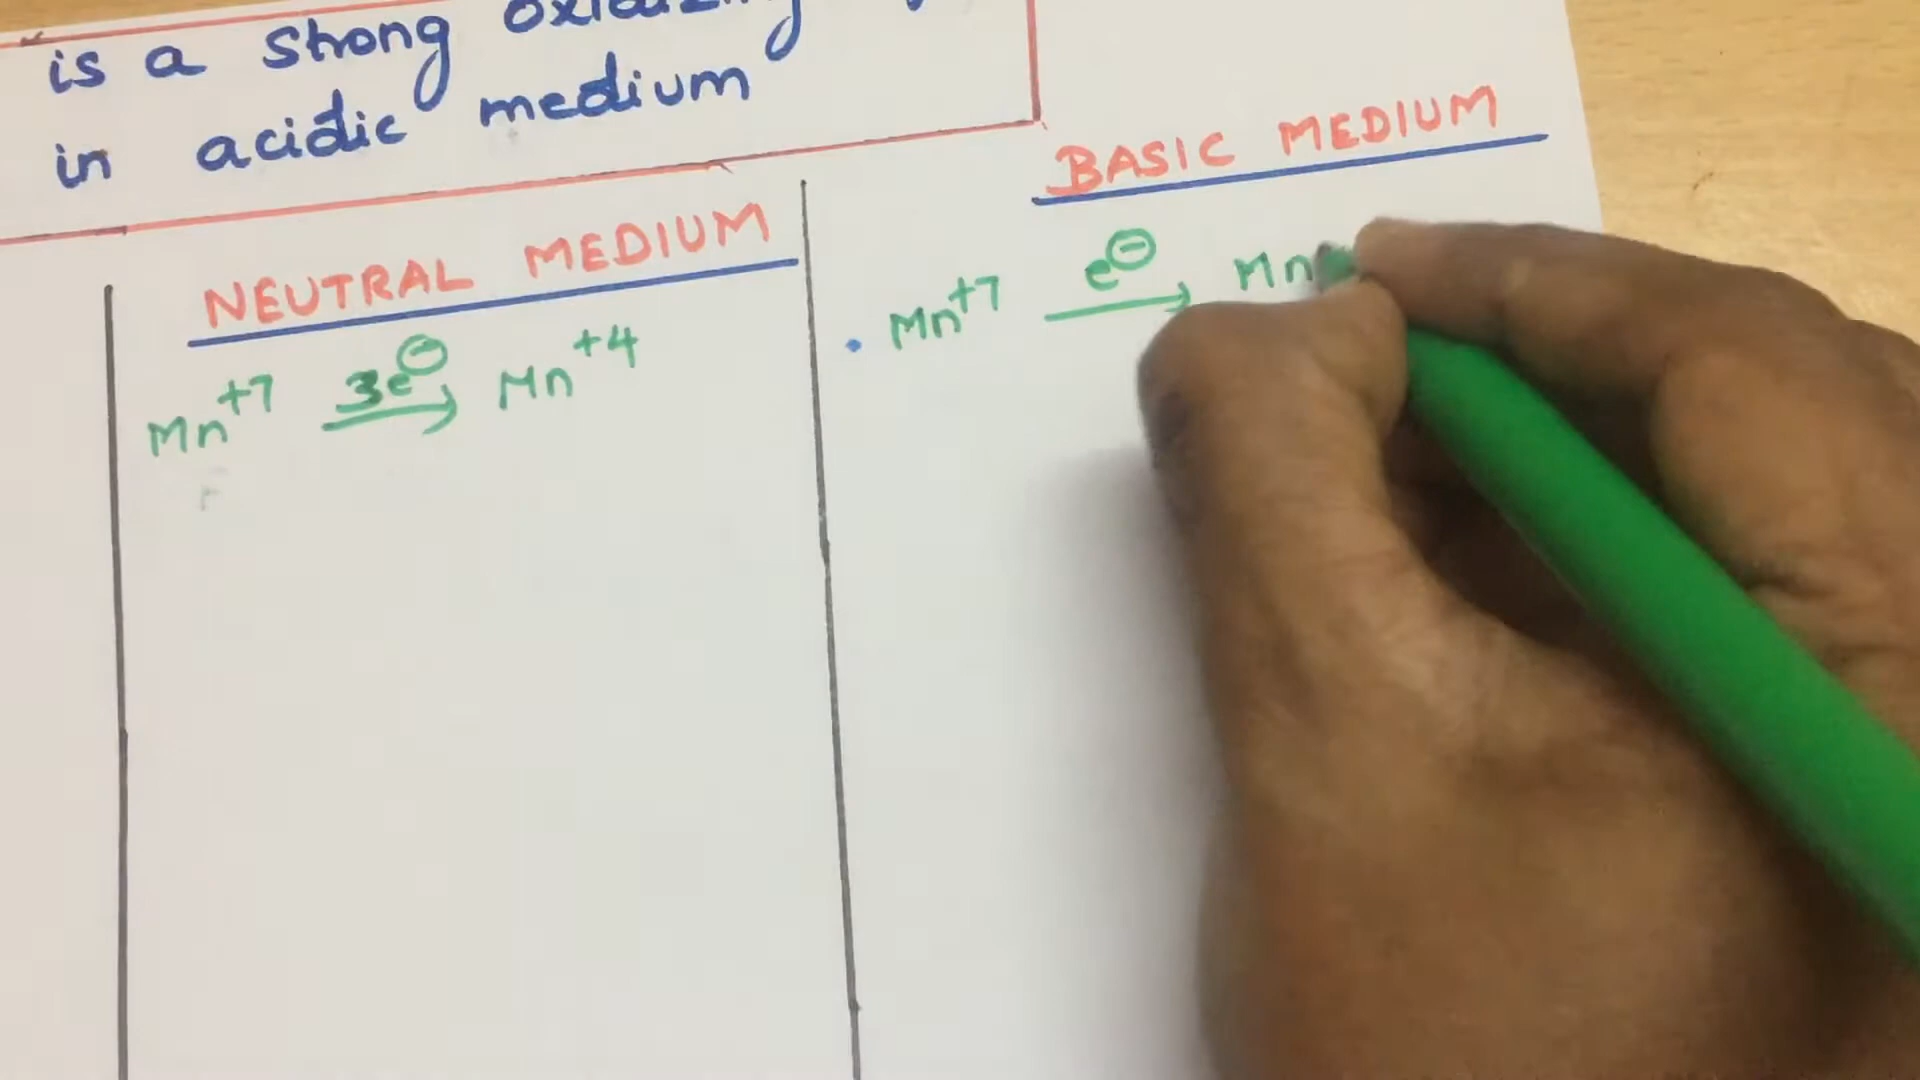 is a strong
in acidic medium
NEUTRAL MEDIUM
Mn+7 3e⊖ → Mn+4
BASIC MEDIUM
• Mn+7 e⊖ → Mn